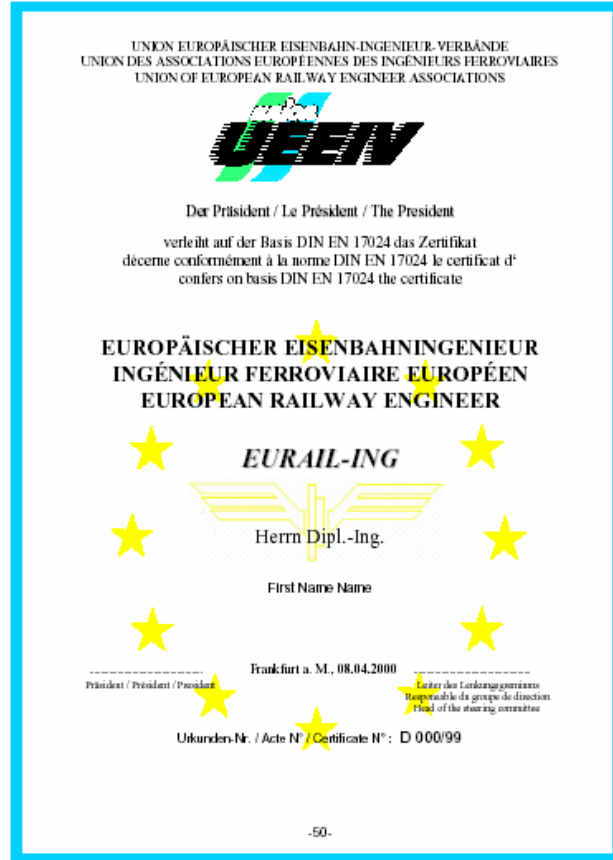 UNION EUROPÄISCHER EISENBAHN-INGENIEUR-VERBÄNDE
UNION DES ASSOCIATIONS EUROPÉENNES DES INGÉNIEURS FERROVIAIRES
UNION OF EUROPEAN RAILWAY ENGINEER ASSOCIATIONS
UEEIV
Der Präsident / Le Président / The President
verleiht auf der Basis DIN EN 17024 das Zertifikat
décerne conformément à la norme DIN EN 17024 le certificat d'
confers on basis DIN EN 17024 the certificate
EUROPÄISCHER EISENBAHNINGENIEUR
INGÉNIEUR FERROVIAIRE EUROPÉEN
EUROPEAN RAILWAY ENGINEER
EURAIL-ING
Herrn Dipl.-Ing.
First Name Name
Frankfurt a. M., 08.04.2000
Präsident / Président / President
Leiter des Lenkungsgremiums
Responsable du groupe de direction
Head of the steering committee
Urkunden-Nr. / Acte N° / Certificate N° : D 000/99
-50-